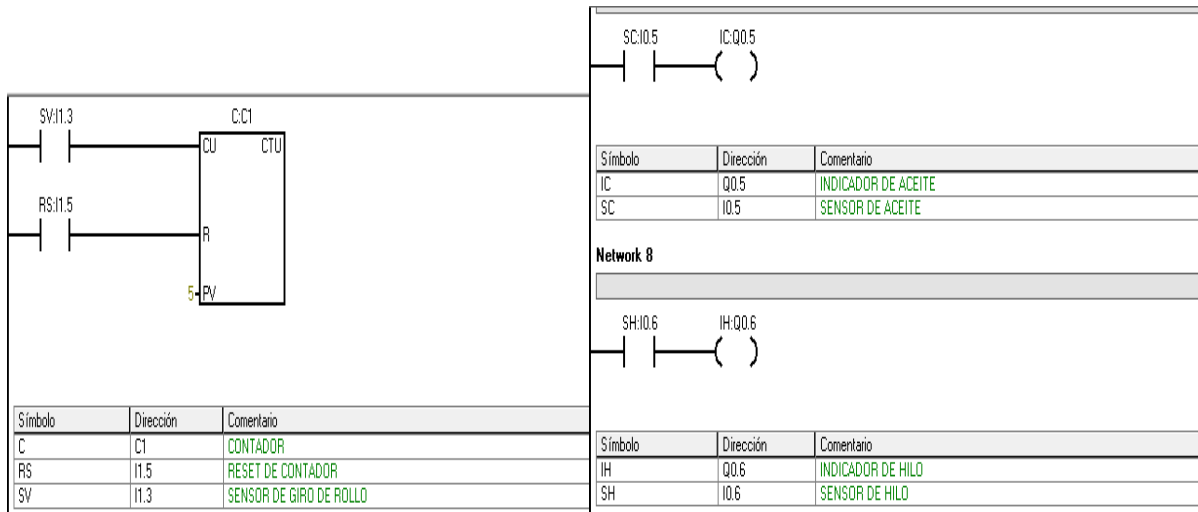 SV:I1.3 C:C1
CU CTU
RS:I1.5
R
5 PV
Símbolo Dirección Comentario
C C1 CONTADOR
RS I1.5 RESET DE CONTADOR
SV I1.3 SENSOR DE GIRO DE ROLLO
SC:I0.5 IC:Q0.5
Símbolo Dirección Comentario
IC Q0.5 INDICADOR DE ACEITE
SC I0.5 SENSOR DE ACEITE
Network 8
SH:I0.6 IH:Q0.6
Símbolo Dirección Comentario
IH Q0.6 INDICADOR DE HILO
SH I0.6 SENSOR DE HILO